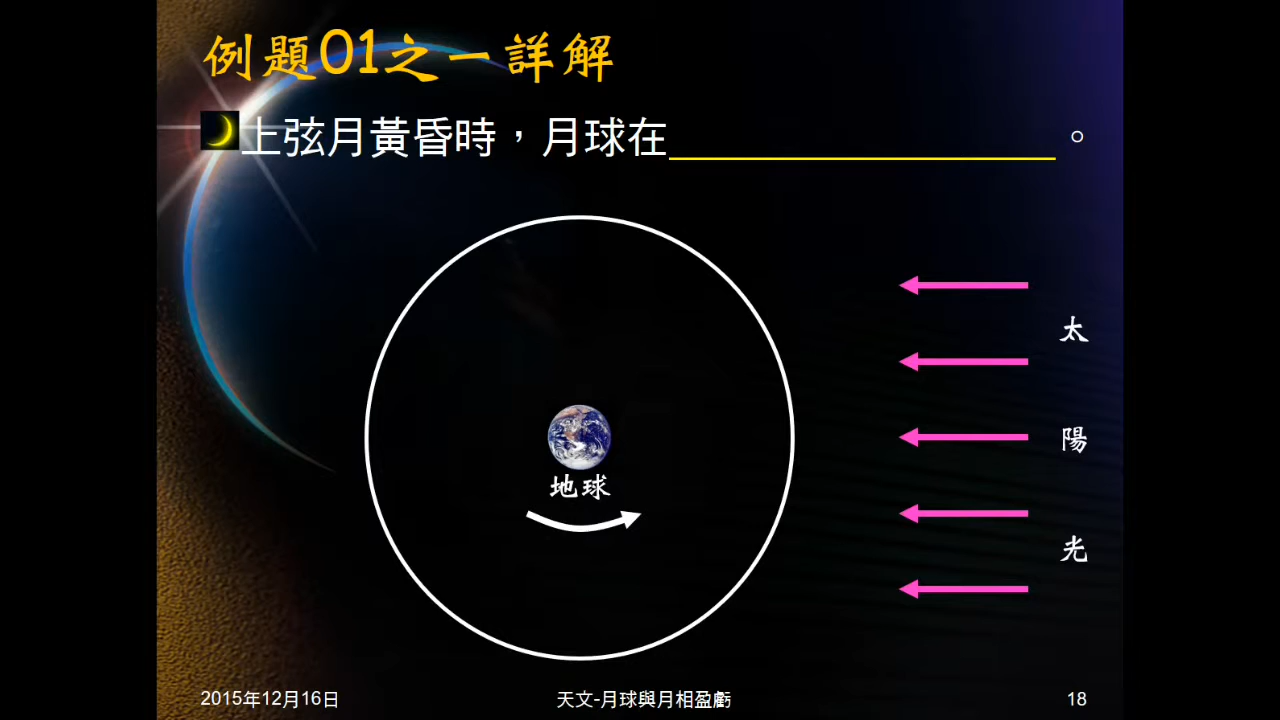 例題01之一詳解
上弦月黃昏時，月球在＿＿＿＿＿＿＿＿＿。
太
陽
光
地球
2015年12月16日
天文-月球與月相盈虧
18